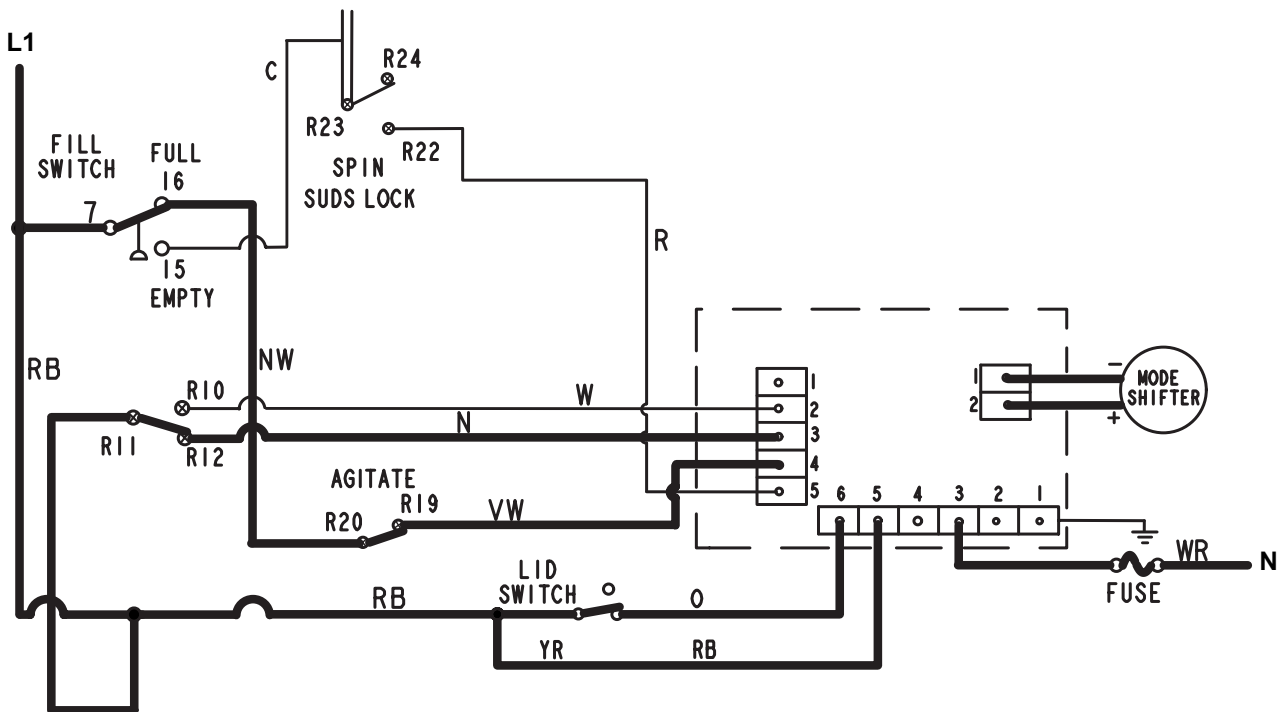 L1
C
R24
R23
R22
SPIN
SUDS LOCK
FILL
SWITCH
FULL
16
7
15
EMPTY
R
RB
NW
R10
W
R11
N
R12
AGITATE
R19
R20
VW
1
2
3
4
5
1
2
MODE
SHIFTER
-
+
6 5 4 3 2 1
WR
N
FUSE
LID
SWITCH
RB
O
YR
RB